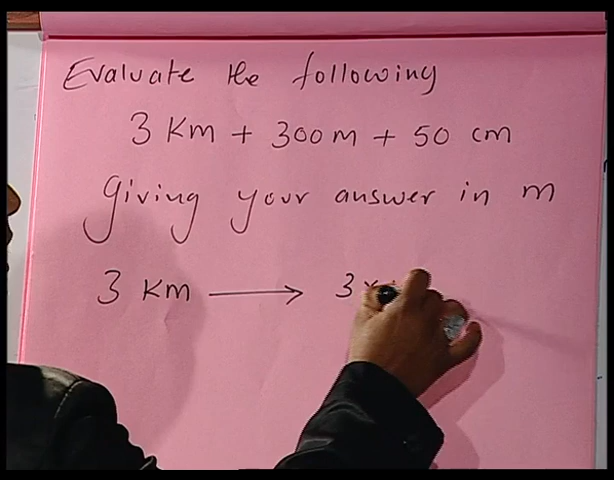 Evaluate the following
3 Km + 300 m + 50 cm
giving your answer in m
3 Km → 3 ×